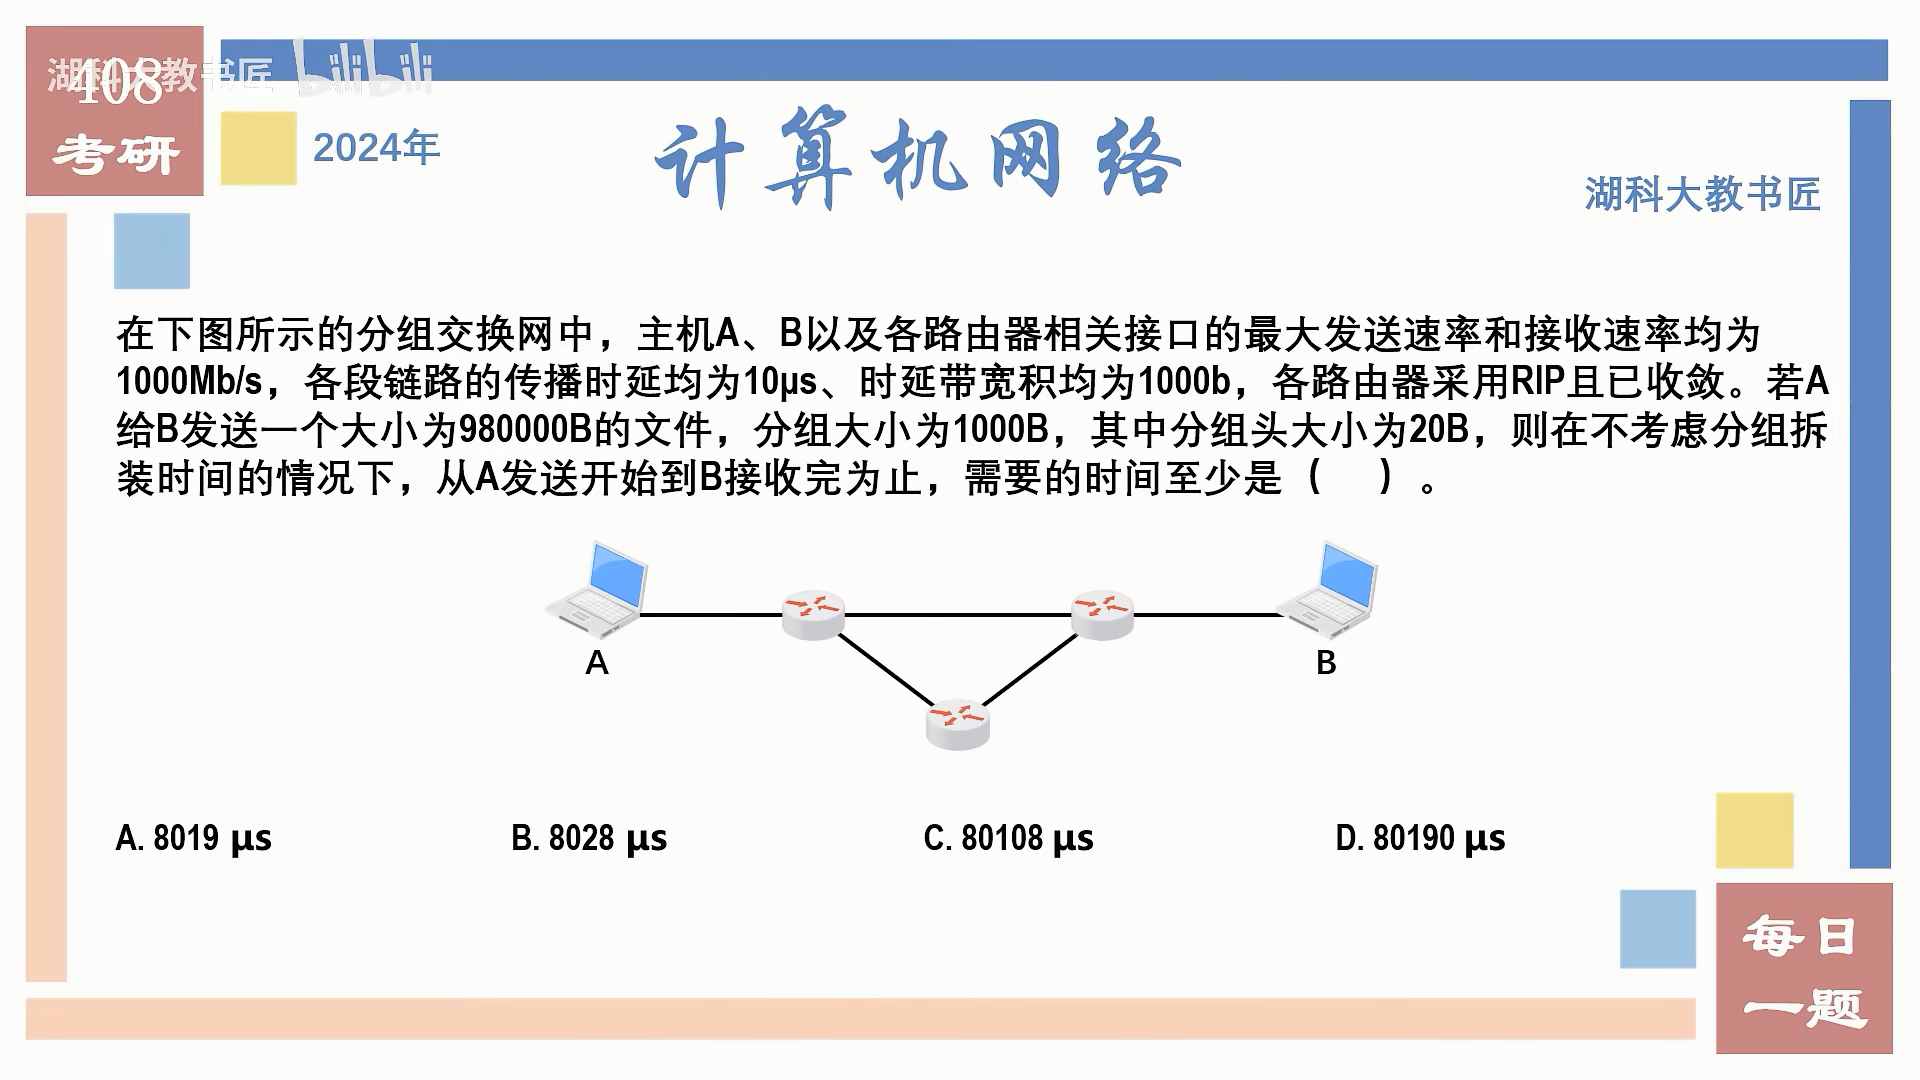 湖科大教书匠 bilibili
408
考研
2024年
计算机网络
湖科大教书匠
在下图所示的分组交换网中，主机A、B以及各路由器相关接口的最大发送速率和接收速率均为
1000Mb/s，各段链路的传播时延均为10μs、时延带宽积均为1000b，各路由器采用RIP且已收敛。若A
给B发送一个大小为980000B的文件，分组大小为1000B，其中分组头大小为20B，则在不考虑分组拆
装时间的情况下，从A发送开始到B接收完为止，需要的时间至少是（  ）。
A
B
A. 8019 μs
B. 8028 μs
C. 80108 μs
D. 80190 μs
每日
一题